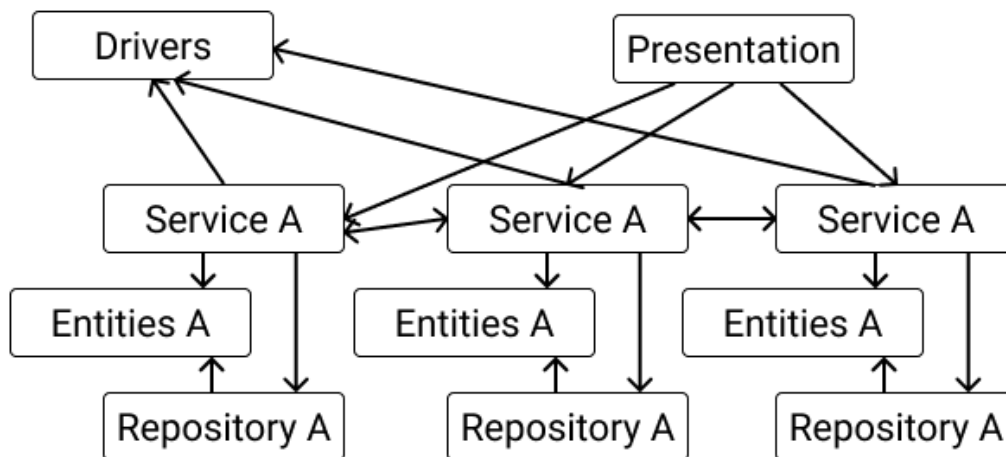 Drivers
Presentation
Service A
Service A
Service A
Entities A
Entities A
Entities A
Repository A
Repository A
Repository A